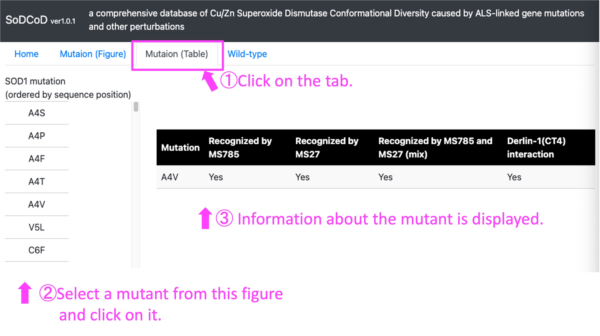 SoDCoD ver1.0.1
a comprehensive database of Cu/Zn Superoxide Dismutase Conformational Diversity caused by ALS-linked gene mutations
and other perturbations
Home Mutaion (Figure) Mutaion (Table) Wild-type
①Click on the tab.
SOD1 mutation
(ordered by sequence position)
A4S
A4P
A4F
A4T
A4V
V5L
C6F
Mutation Recognized by MS785 Recognized by MS27 Recognized by MS785 and MS27 (mix) Derlin-1(CT4) interaction
A4V Yes Yes Yes Yes
③ Information about the mutant is displayed.
②Select a mutant from this figure
and click on it.